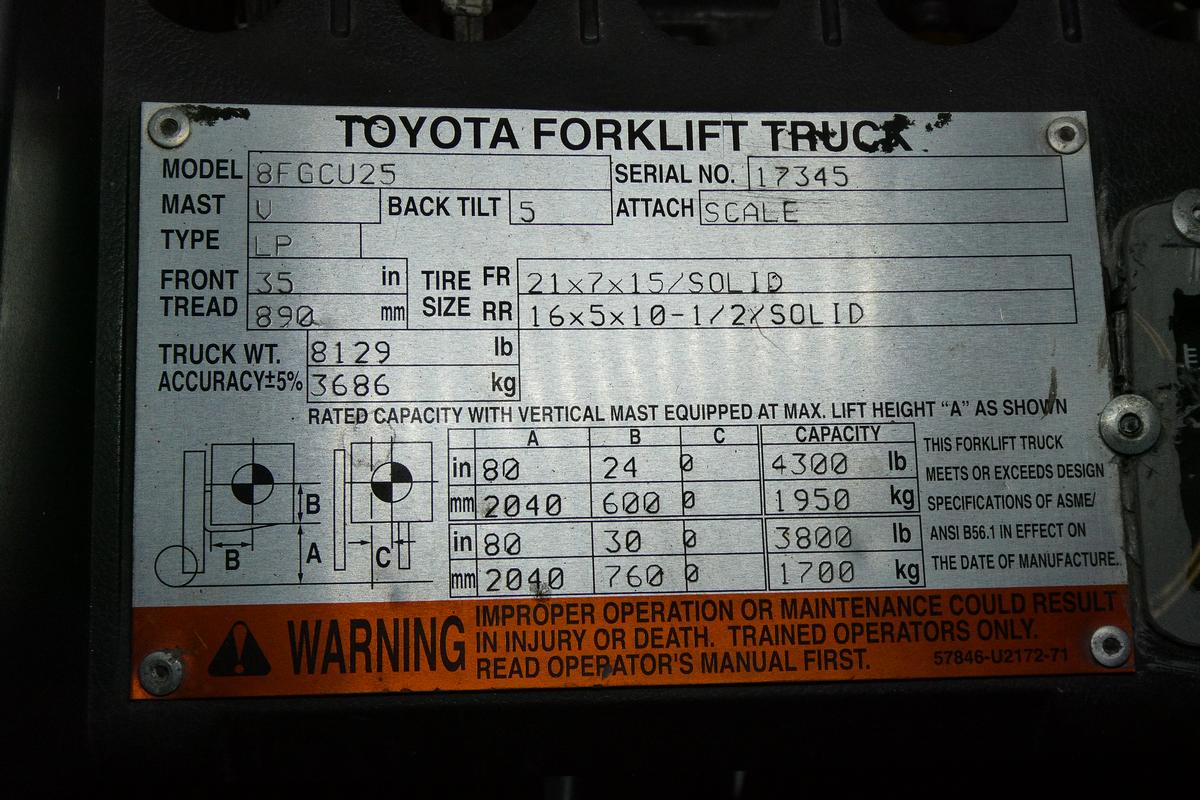 TOYOTA FORKLIFT TRUCK
MODEL 8FGCU25 SERIAL NO. 17345
MAST V BACK TILT 5 ATTACH SCALE
TYPE LP
FRONT TREAD 35 in TIRE SIZE FR 21x7x15/SOLID
890 mm RR 16x5x10-1/2/SOLID
TRUCK WT. 8129 lb
ACCURACY±5% 3686 kg
RATED CAPACITY WITH VERTICAL MAST EQUIPPED AT MAX. LIFT HEIGHT “A” AS SHOWN
A B C CAPACITY
in 80 24 0 4300 lb
mm 2040 600 0 1950 kg
in 80 30 0 3800 lb
mm 2040 760 0 1700 kg
B
B
A
C
THIS FORKLIFT TRUCK
MEETS OR EXCEEDS DESIGN
SPECIFICATIONS OF ASME/
ANSI B56.1 IN EFFECT ON
THE DATE OF MANUFACTURE.
WARNING
IMPROPER OPERATION OR MAINTENANCE COULD RESULT
IN INJURY OR DEATH. TRAINED OPERATORS ONLY.
READ OPERATOR'S MANUAL FIRST.
57846-U2172-71